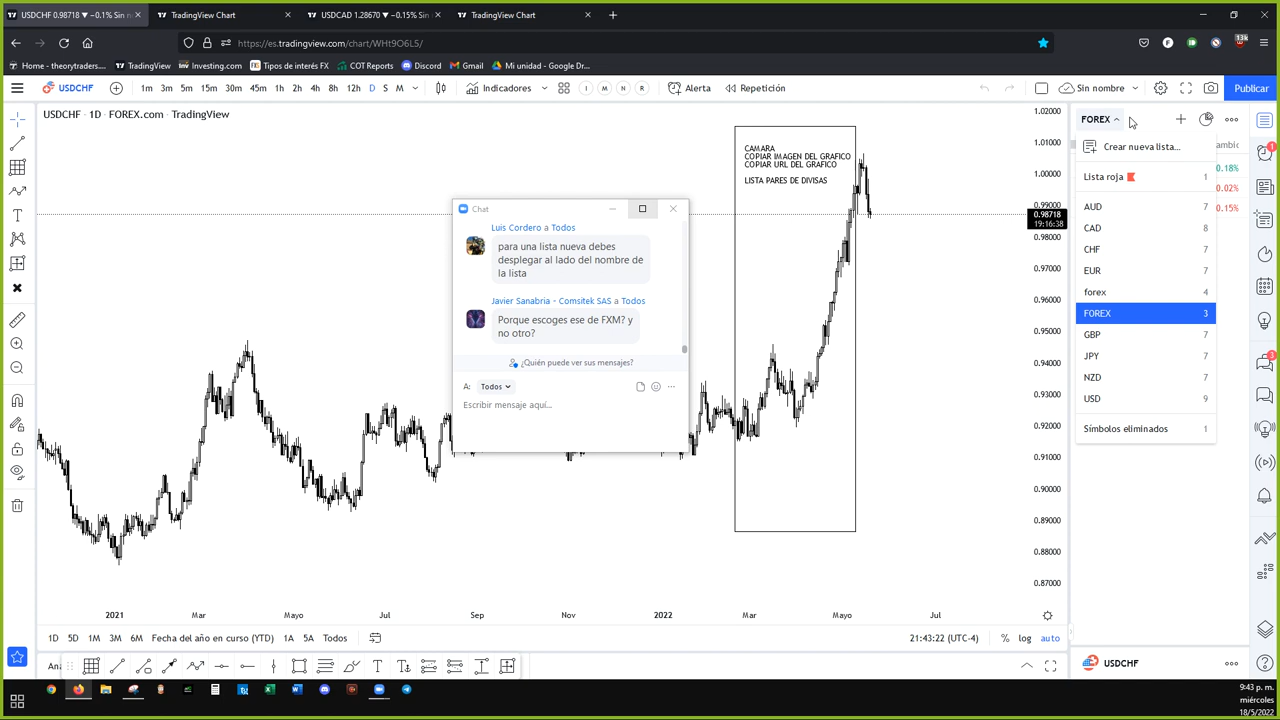 USDCHF 0.98718 ▼ −0.1% Sin n
TradingView Chart
USDCAD 1.28670 ▼ −0.15% Sin
TradingView Chart
https://es.tradingview.com/chart/WHt9O6L5/
13k
theorytraders....
TradingView
Investing.com
Tipos de interés FX
COT Reports
Discord
Gmail
Mi unidad - Google Dr...
USDCHF
1m 3m 5m 15m 30m 45m 1h 2h 4h 8h 12h D S M
Indicadores
I M N R
Alerta
Repetición
Sin nombre
Publicar
USDCHF · 1D · FOREX.com · TradingView
CAMARA
COPIAR IMAGEN DEL GRAFICO
COPIAR URL DEL GRAFICO
LISTA PARES DE DIVISAS
1.02000
1.01000
1.00000
0.99000
0.98718
19:16:38
0.98000
0.97000
0.96000
0.95000
0.94000
0.93000
0.92000
0.91000
0.90000
0.89000
0.88000
0.87000
Chat
Luis Cordero a Todos
para una lista nueva debes
desplegar al lado del nombre de
la lista
Javier Sanabria - Comsitek SAS a Todos
Porque escoges ese de FXM? y
no otro?
¿Quién puede ver sus mensajes?
A: Todos
Escribir mensaje aquí...
FOREX
Crear nueva lista...
Lista roja 1
AUD 7
CAD 8
CHF 7
EUR 7
forex 4
FOREX 3
GBP 7
JPY 7
NZD 7
USD 9
Símbolos eliminados 1
ambic
0.18%
0.02%
0.15%
1
3
2021 Mar Mayo Jul Sep Nov 2022 Mar Mayo Jul
1D 5D 1M 3M 6M Fecha del año en curso (YTD) 1A 5A Todos
21:43:22 (UTC-4)
% log auto
USDCHF
Aná
9:43 p. m.
miércoles
18/5/2022